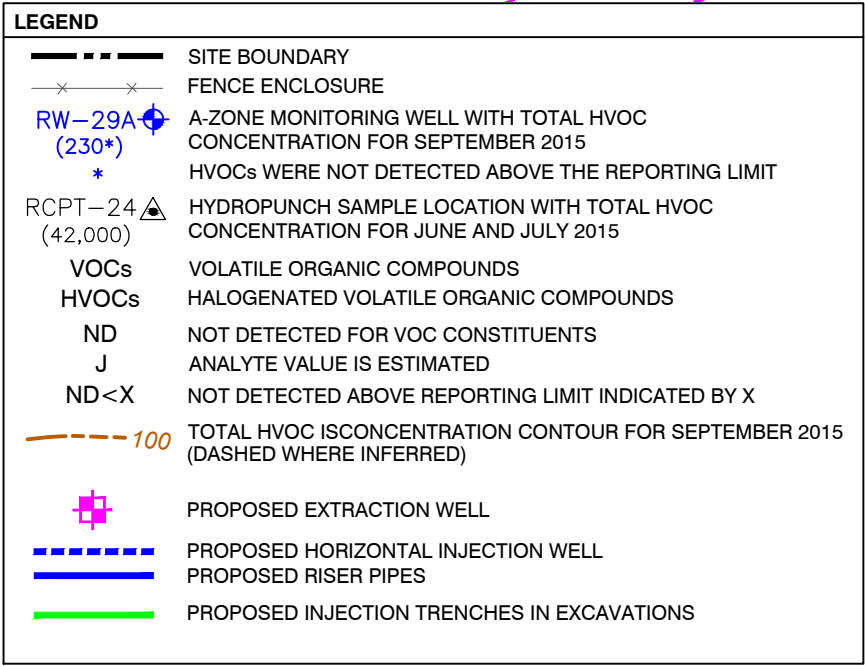 LEGEND
SITE BOUNDARY
FENCE ENCLOSURE
RW-29A A-ZONE MONITORING WELL WITH TOTAL HVOC
(230*) CONCENTRATION FOR SEPTEMBER 2015
* HVOCs WERE NOT DETECTED ABOVE THE REPORTING LIMIT
RCPT-24 HYDROPUNCH SAMPLE LOCATION WITH TOTAL HVOC
(42,000) CONCENTRATION FOR JUNE AND JULY 2015
VOCs VOLATILE ORGANIC COMPOUNDS
HVOCs HALOGENATED VOLATILE ORGANIC COMPOUNDS
ND NOT DETECTED FOR VOC CONSTITUENTS
J ANALYTE VALUE IS ESTIMATED
ND<X NOT DETECTED ABOVE REPORTING LIMIT INDICATED BY X
100 TOTAL HVOC ISCONCENTRATION CONTOUR FOR SEPTEMBER 2015
(DASHED WHERE INFERRED)
PROPOSED EXTRACTION WELL
PROPOSED HORIZONTAL INJECTION WELL
PROPOSED RISER PIPES
PROPOSED INJECTION TRENCHES IN EXCAVATIONS